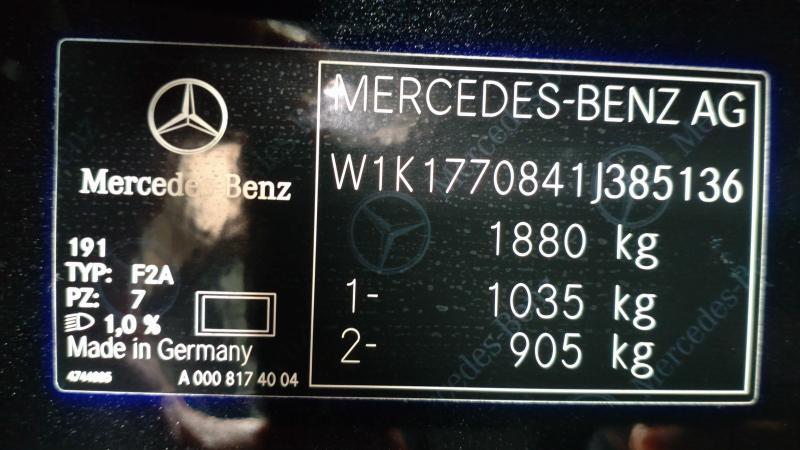 Mercedes-Benz
191
TYP: F2A
PZ: 7
1,0 %
Made in Germany
4744885
A 000 817 40 04
MERCEDES-BENZ AG
W1K1770841J385136
1880 kg
1- 1035 kg
2- 905 kg